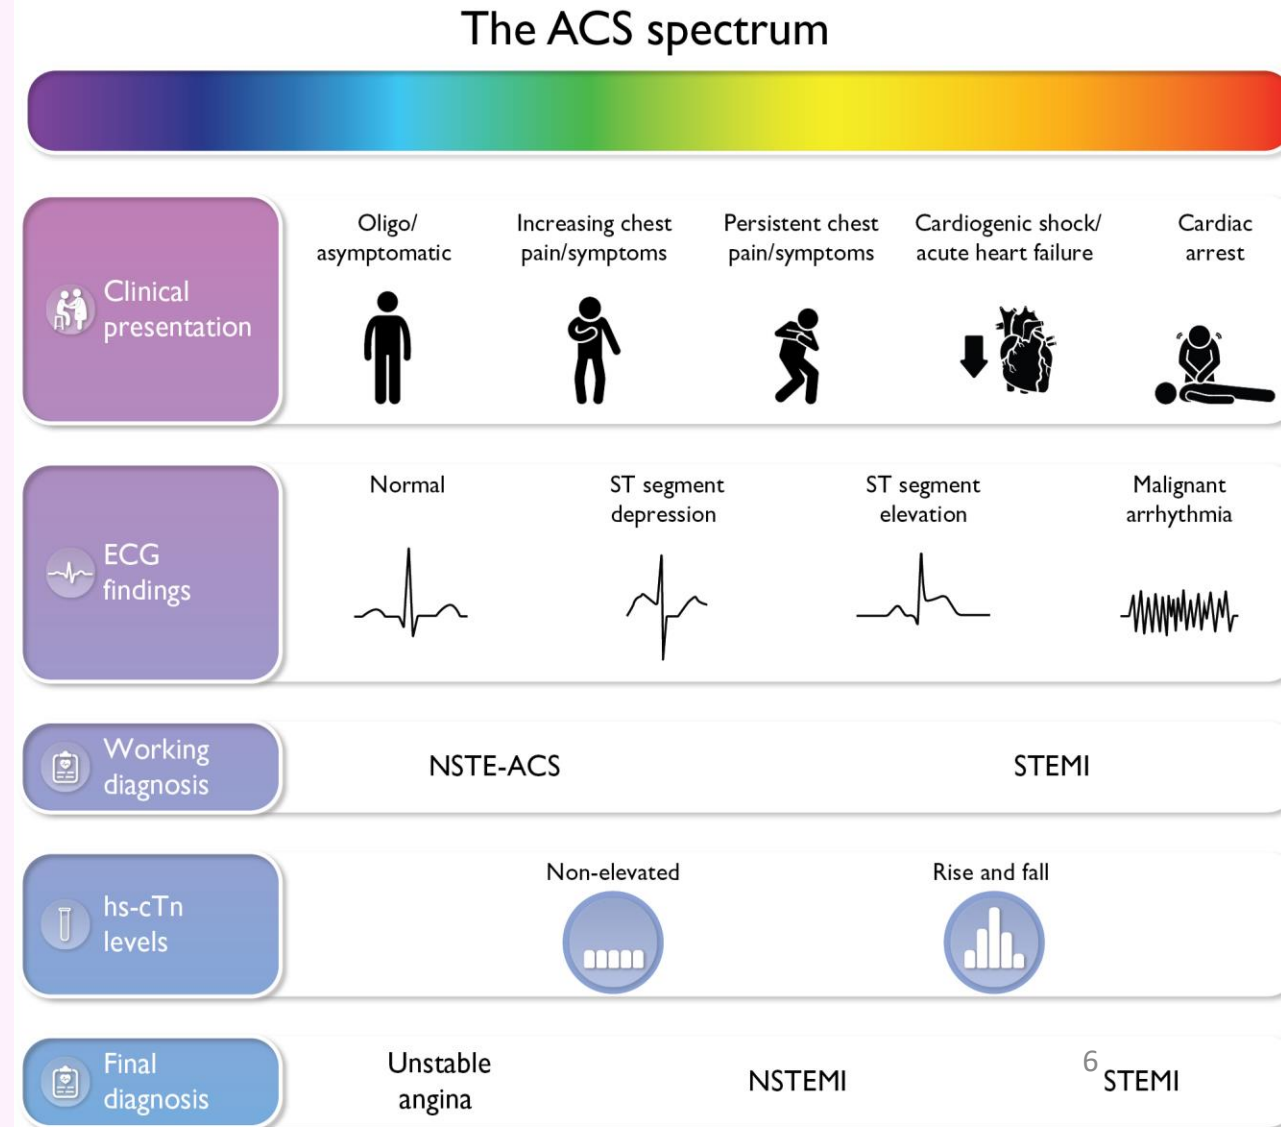 The ACS spectrum
Clinical
presentation
Oligo/
asymptomatic
Increasing chest
pain/symptoms
Persistent chest
pain/symptoms
Cardiogenic shock/
acute heart failure
Cardiac
arrest
ECG
findings
Normal
ST segment
depression
ST segment
elevation
Malignant
arrhythmia
Working
diagnosis
NSTE-ACS
STEMI
hs-cTn
levels
Non-elevated
Rise and fall
Final
diagnosis
Unstable
angina
NSTEMI
6
STEMI